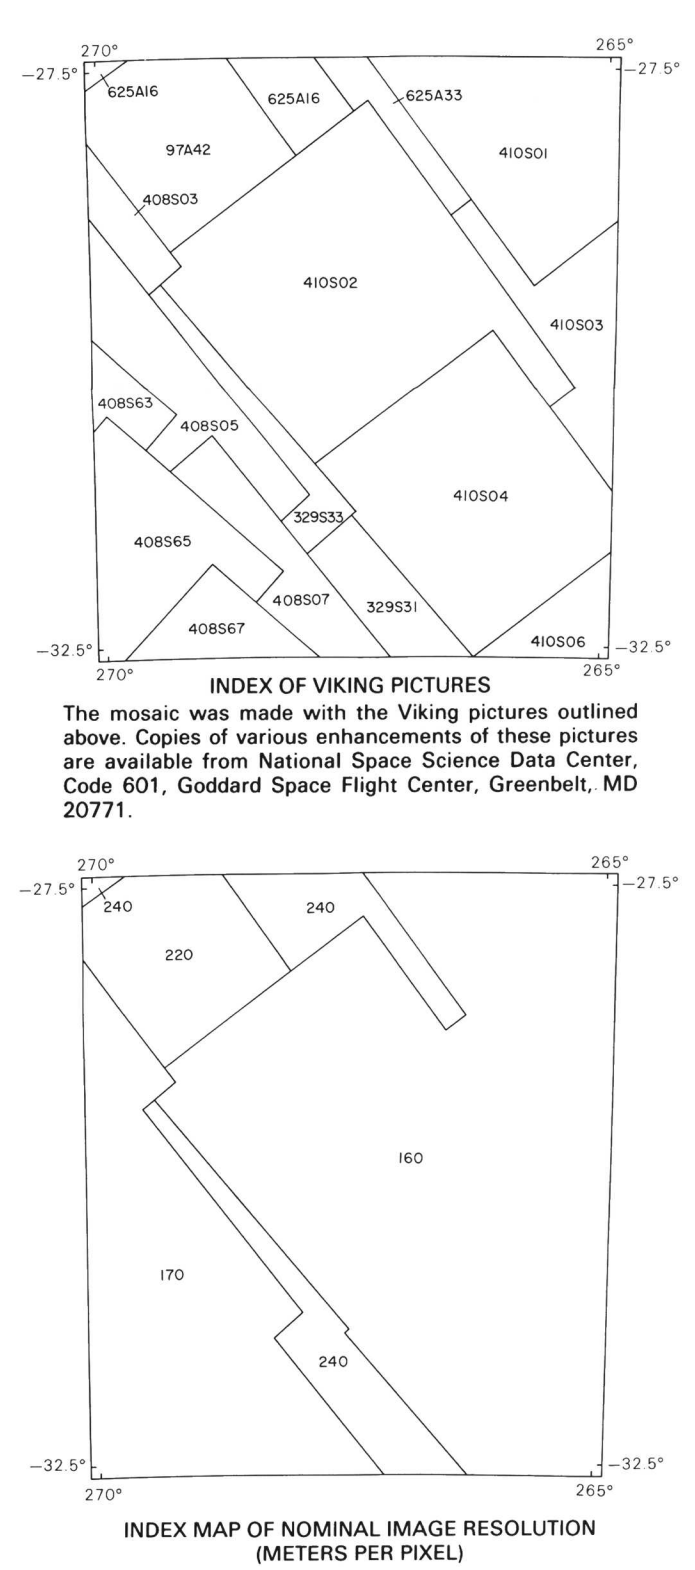 270°
265°
−27.5°
−27.5°
625A16
625A16
625A33
97A42
410S01
408S03
410S02
410S03
408S63
408S05
410S04
329S33
408S65
408S07
329S31
408S67
410S06
−32.5°
−32.5°
270°
265°
INDEX OF VIKING PICTURES
The mosaic was made with the Viking pictures outlined
above. Copies of various enhancements of these pictures
are available from National Space Science Data Center,
Code 601, Goddard Space Flight Center, Greenbelt, MD
20771.
270°
265°
−27.5°
−27.5°
240
240
220
160
170
240
−32.5°
−32.5°
270°
265°
INDEX MAP OF NOMINAL IMAGE RESOLUTION
(METERS PER PIXEL)